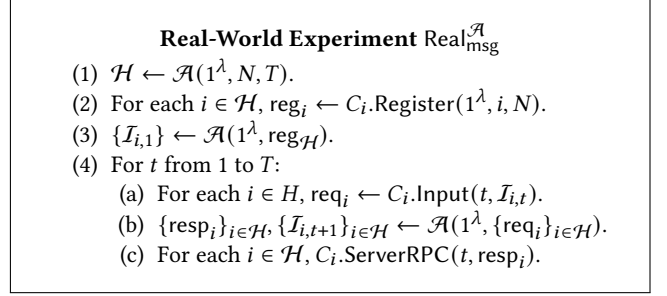 Real-World Experiment Real^𝒜_msg
(1) ℋ ← 𝒜(1^λ, N, T).
(2) For each i ∈ ℋ, reg_i ← C_i.Register(1^λ, i, N).
(3) {ℐ_{i,1}} ← 𝒜(1^λ, reg_ℋ).
(4) For t from 1 to T:
(a) For each i ∈ H, req_i ← C_i.Input(t, ℐ_{i,t}).
(b) {resp_i}_{i∈ℋ}, {ℐ_{i,t+1}}_{i∈ℋ} ← 𝒜(1^λ, {req_i}_{i∈ℋ}).
(c) For each i ∈ ℋ, C_i.ServerRPC(t, resp_i).